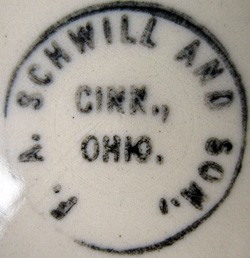 A. SCHWILL AND SON.,
CINN.,
OHIO.